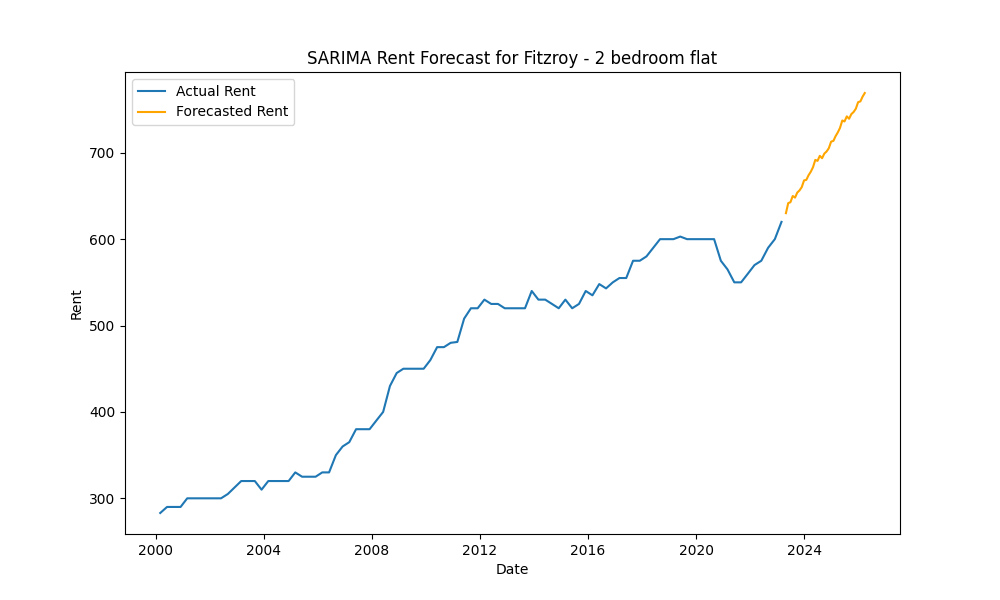 SARIMA Rent Forecast for Fitzroy - 2 bedroom flat
Actual Rent
Forecasted Rent
700
600
500
400
300
Rent
2000 2004 2008 2012 2016 2020 2024
Date